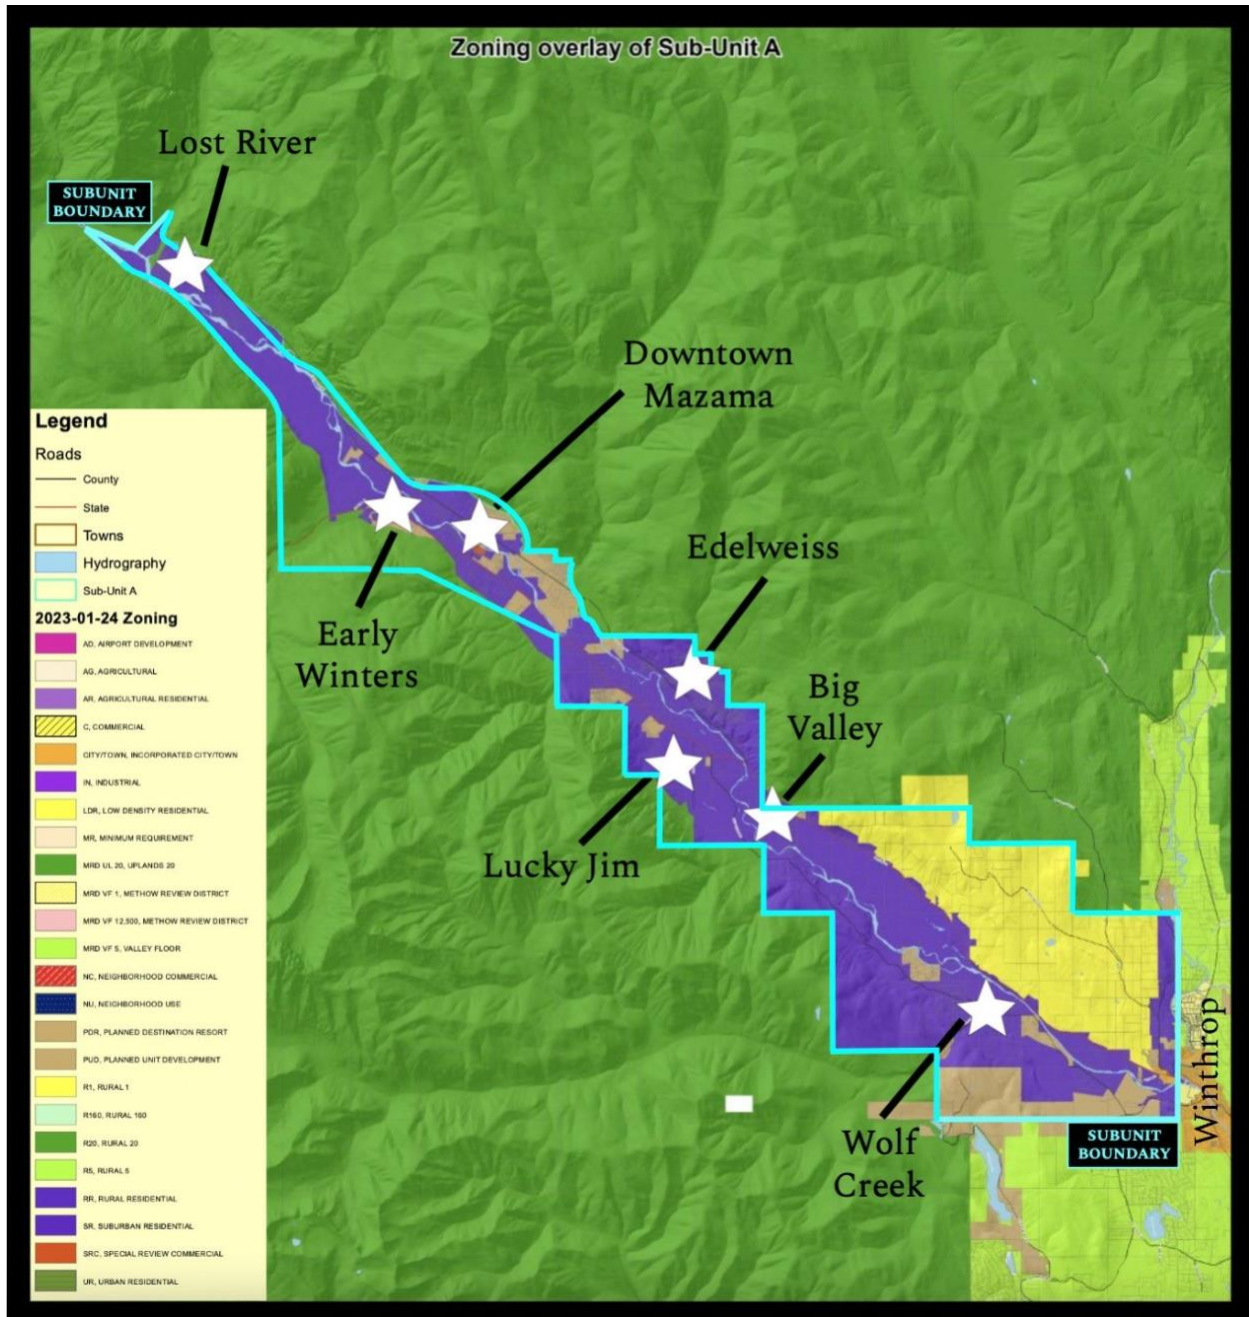 Zoning overlay of Sub-Unit A
Lost River
SUBUNIT
BOUNDARY
Downtown
Mazama
Edelweiss
Early
Winters
Big
Valley
Lucky Jim
Wolf
Creek
Winthrop
SUBUNIT
BOUNDARY
Legend
Roads
County
State
Towns
Hydrography
Sub-Unit A
2023-01-24 Zoning
AD, AIRPORT DEVELOPMENT
AG, AGRICULTURAL
AR, AGRICULTURAL RESIDENTIAL
C, COMMERCIAL
CITY/TOWN, INCORPORATED CITY/TOWN
IN, INDUSTRIAL
LDR, LOW DENSITY RESIDENTIAL
MR, MINIMUM REQUIREMENT
MRD UL 20, UPLANDS 20
MRD VF 1, METHOW REVIEW DISTRICT
MRD VF 12,500, METHOW REVIEW DISTRICT
MRD VF 5, VALLEY FLOOR
NC, NEIGHBORHOOD COMMERCIAL
NU, NEIGHBORHOOD USE
PDR, PLANNED DESTINATION RESORT
PUD, PLANNED UNIT DEVELOPMENT
R1, RURAL 1
R160, RURAL 160
R20, RURAL 20
R5, RURAL 5
RR, RURAL RESIDENTIAL
SR, SUBURBAN RESIDENTIAL
SRC, SPECIAL REVIEW COMMERCIAL
UR, URBAN RESIDENTIAL